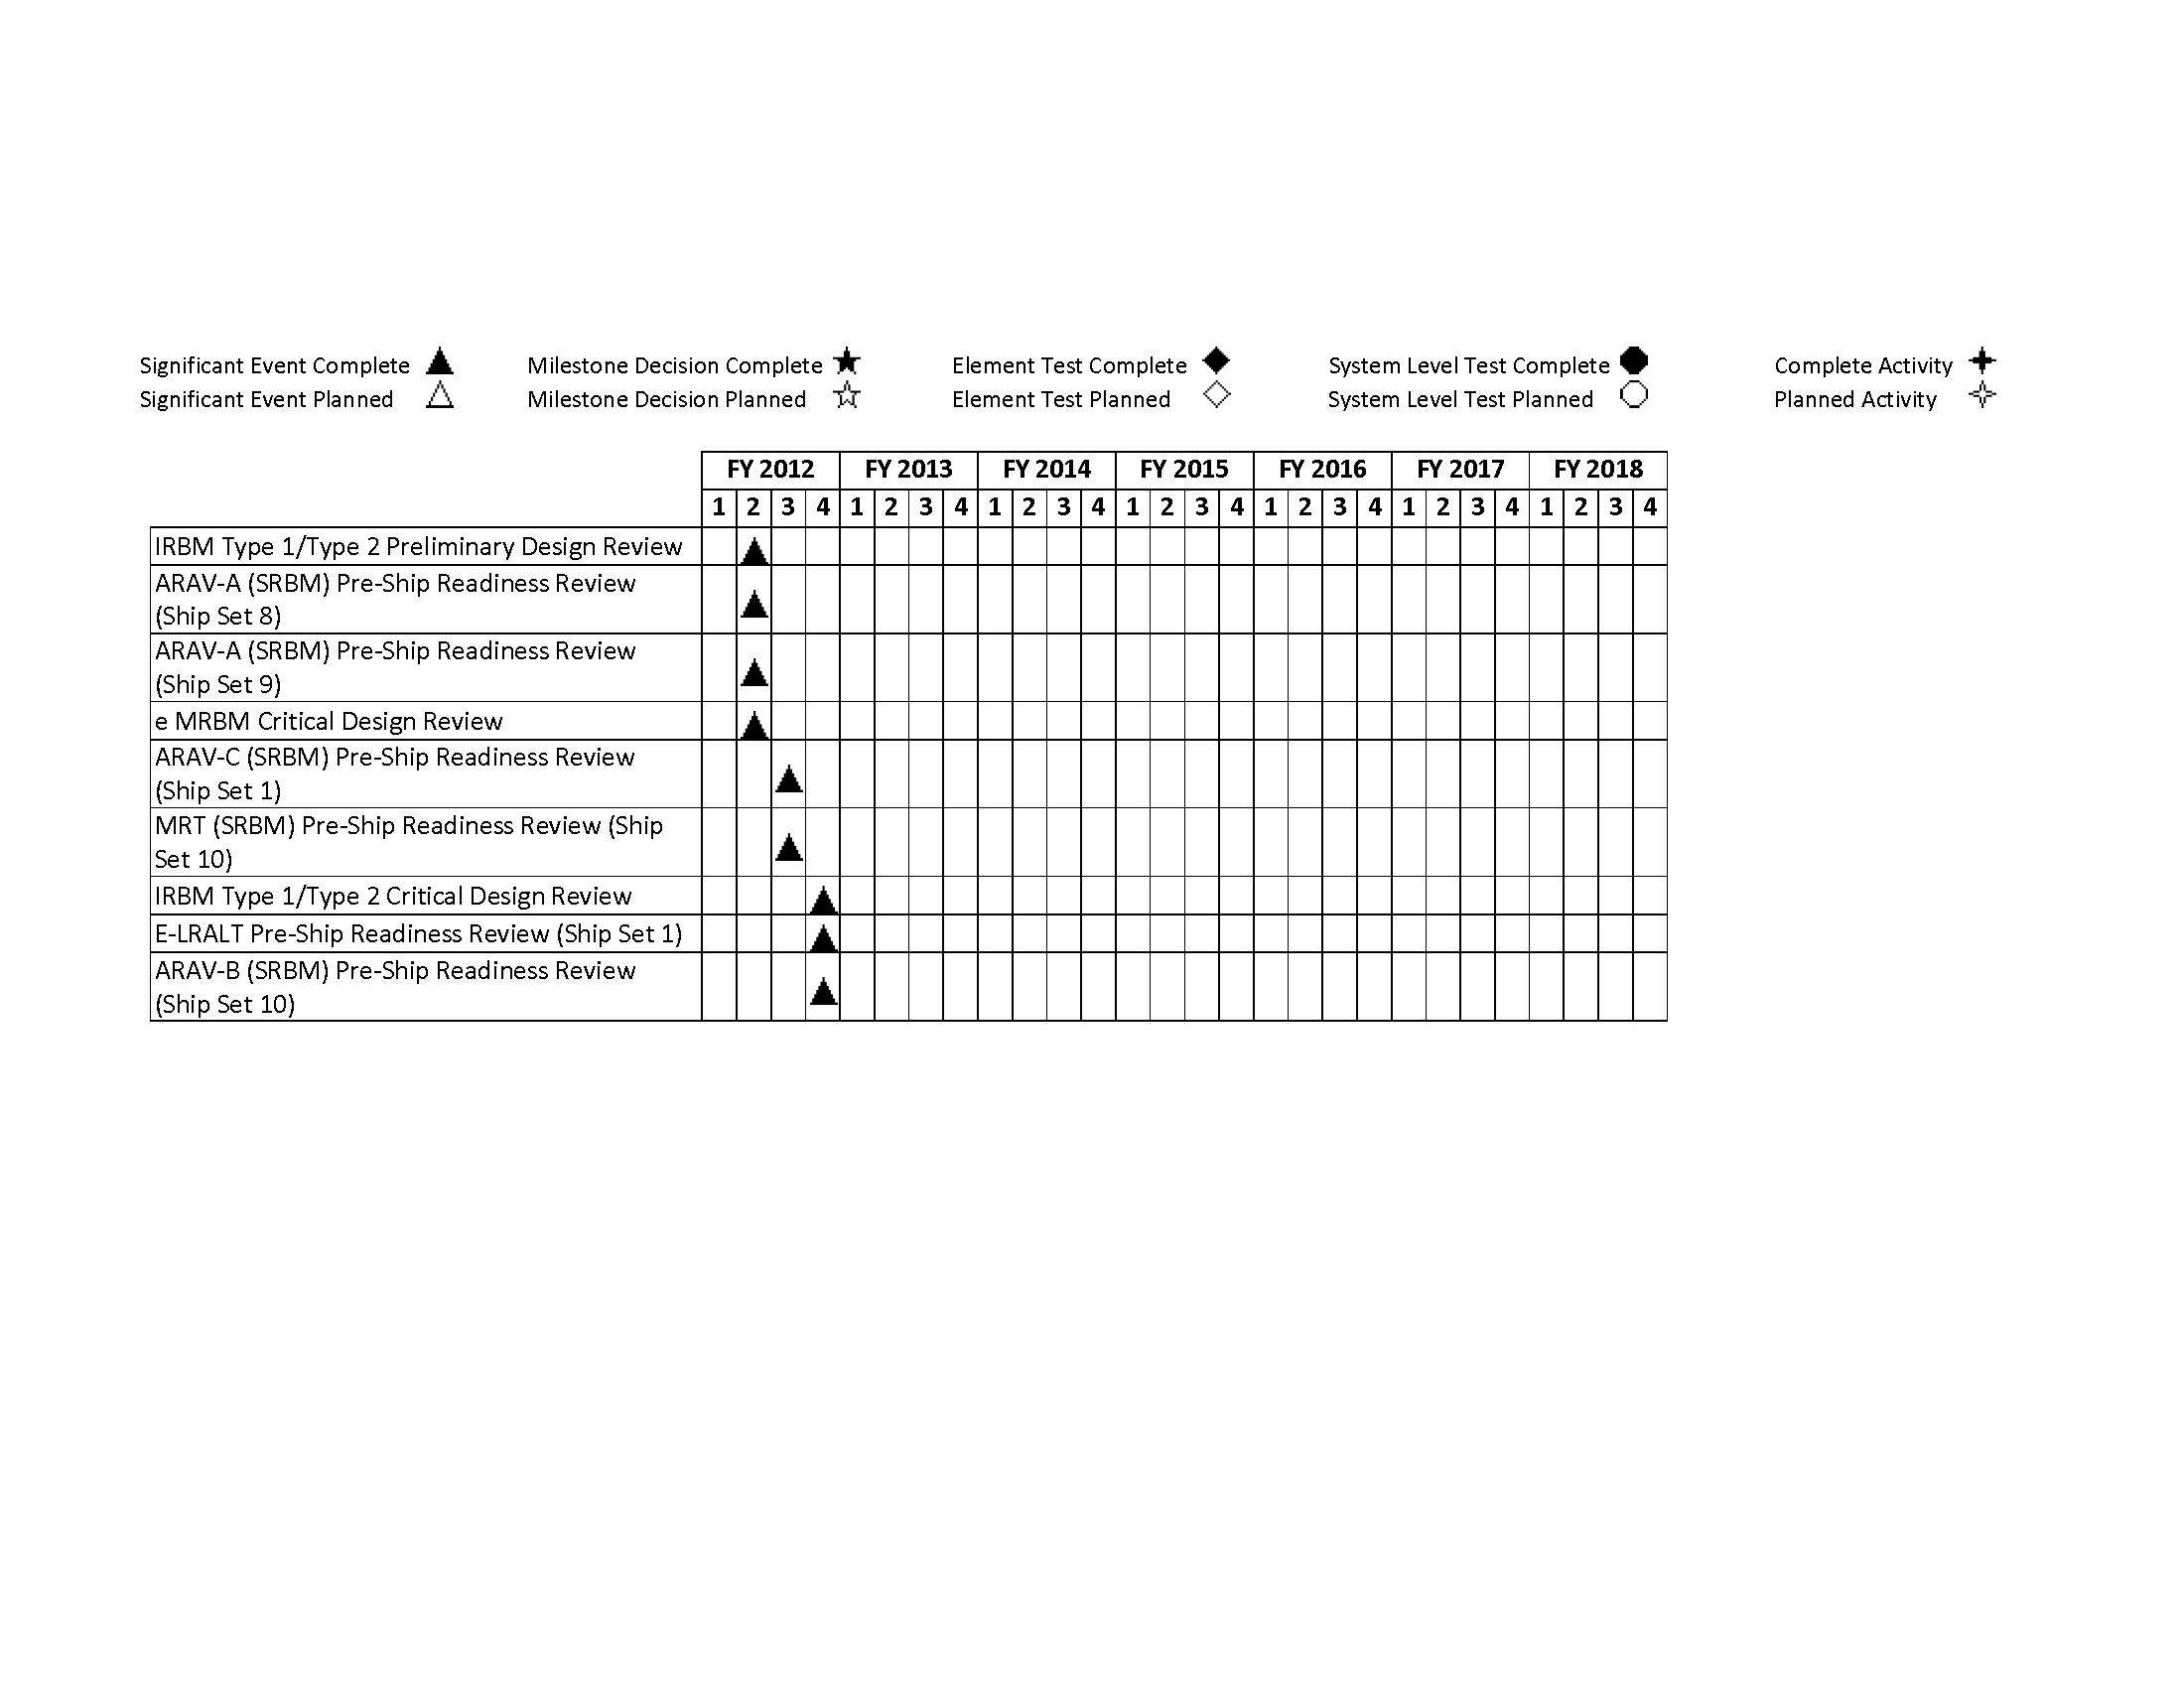 Significant Event Complete
Milestone Decision Complete
Element Test Complete
System Level Test Complete
Complete Activity
Significant Event Planned
Milestone Decision Planned
Element Test Planned
System Level Test Planned
Planned Activity
FY 2012 FY 2013 FY 2014 FY 2015 FY 2016 FY 2017 FY 2018
1 2 3 4 1 2 3 4 1 2 3 4 1 2 3 4 1 2 3 4 1 2 3 4 1 2 3 4
IRBM Type 1/Type 2 Preliminary Design Review
ARAV-A (SRBM) Pre-Ship Readiness Review
(Ship Set 8)
ARAV-A (SRBM) Pre-Ship Readiness Review
(Ship Set 9)
e MRBM Critical Design Review
ARAV-C (SRBM) Pre-Ship Readiness Review
(Ship Set 1)
MRT (SRBM) Pre-Ship Readiness Review (Ship
Set 10)
IRBM Type 1/Type 2 Critical Design Review
E-LRALT Pre-Ship Readiness Review (Ship Set 1)
ARAV-B (SRBM) Pre-Ship Readiness Review
(Ship Set 10)